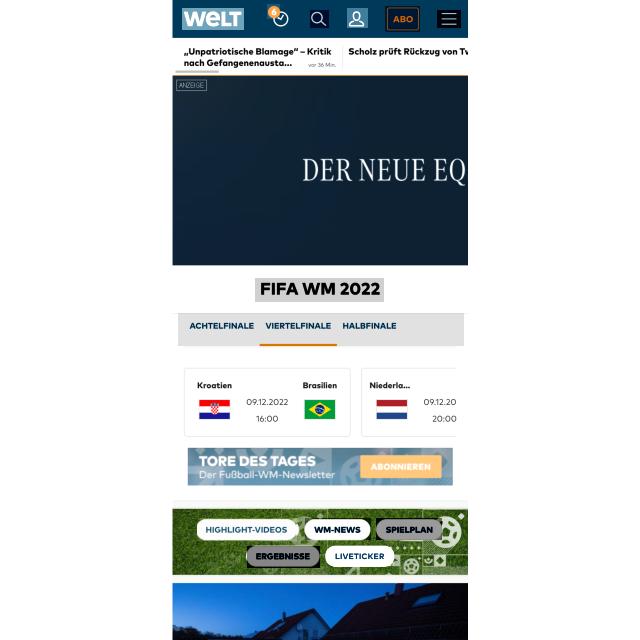 WELT
6
ABO
„Unpatriotische Blamage“ – Kritik
nach Gefangenenausta...
vor 36 Min.
Scholz prüft Rückzug von Tw
ANZEIGE
DER NEUE EQ
FIFA WM 2022
ACHTELFINALE VIERTELFINALE HALBFINALE
Kroatien
09.12.2022
16:00
Brasilien
Niederla...
09.12.20
20:00
TORE DES TAGES
Der Fußball-WM-Newsletter
ABONNIEREN
HIGHLIGHT-VIDEOS WM-NEWS SPIELPLAN
ERGEBNISSE LIVETICKER